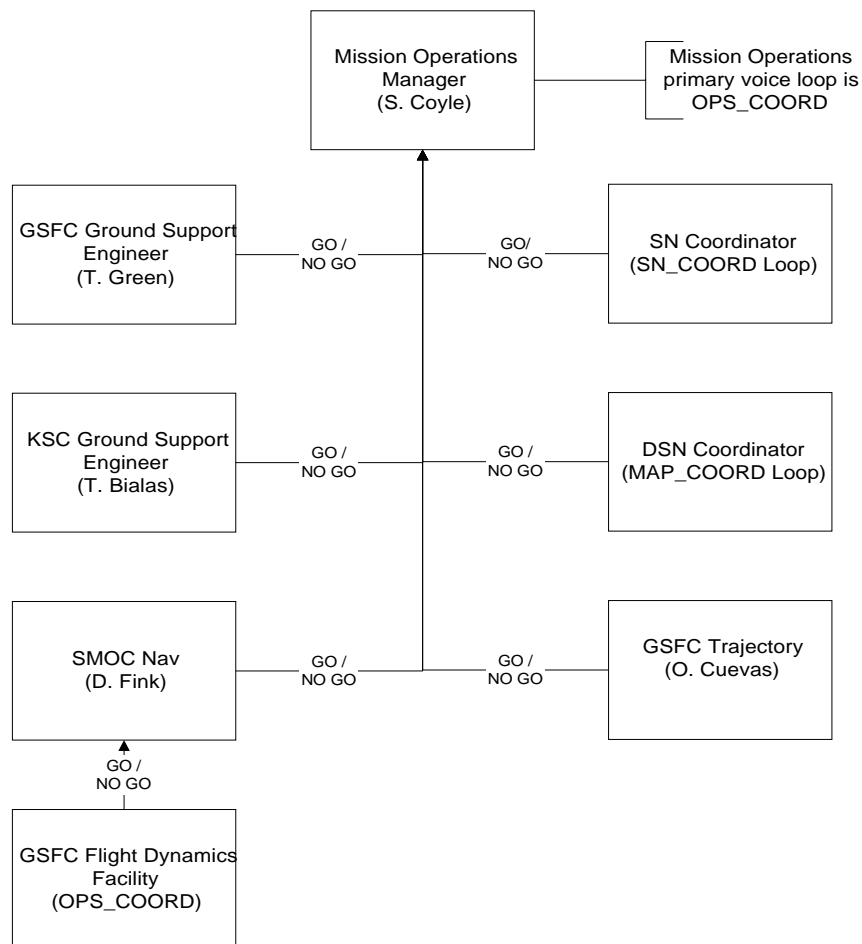 Mission Operations
Manager
(S. Coyle)
Mission Operations
primary voice loop is
OPS_COORD
GSFC Ground Support
Engineer
(T. Green)
GO /
NO GO
GO/
NO GO
SN Coordinator
(SN_COORD Loop)
KSC Ground Support
Engineer
(T. Bialas)
GO /
NO GO
GO /
NO GO
DSN Coordinator
(MAP_COORD Loop)
SMOC Nav
(D. Fink)
GO /
NO GO
GO /
NO GO
GSFC Trajectory
(O. Cuevas)
GO /
NO GO
GSFC Flight Dynamics
Facility
(OPS_COORD)